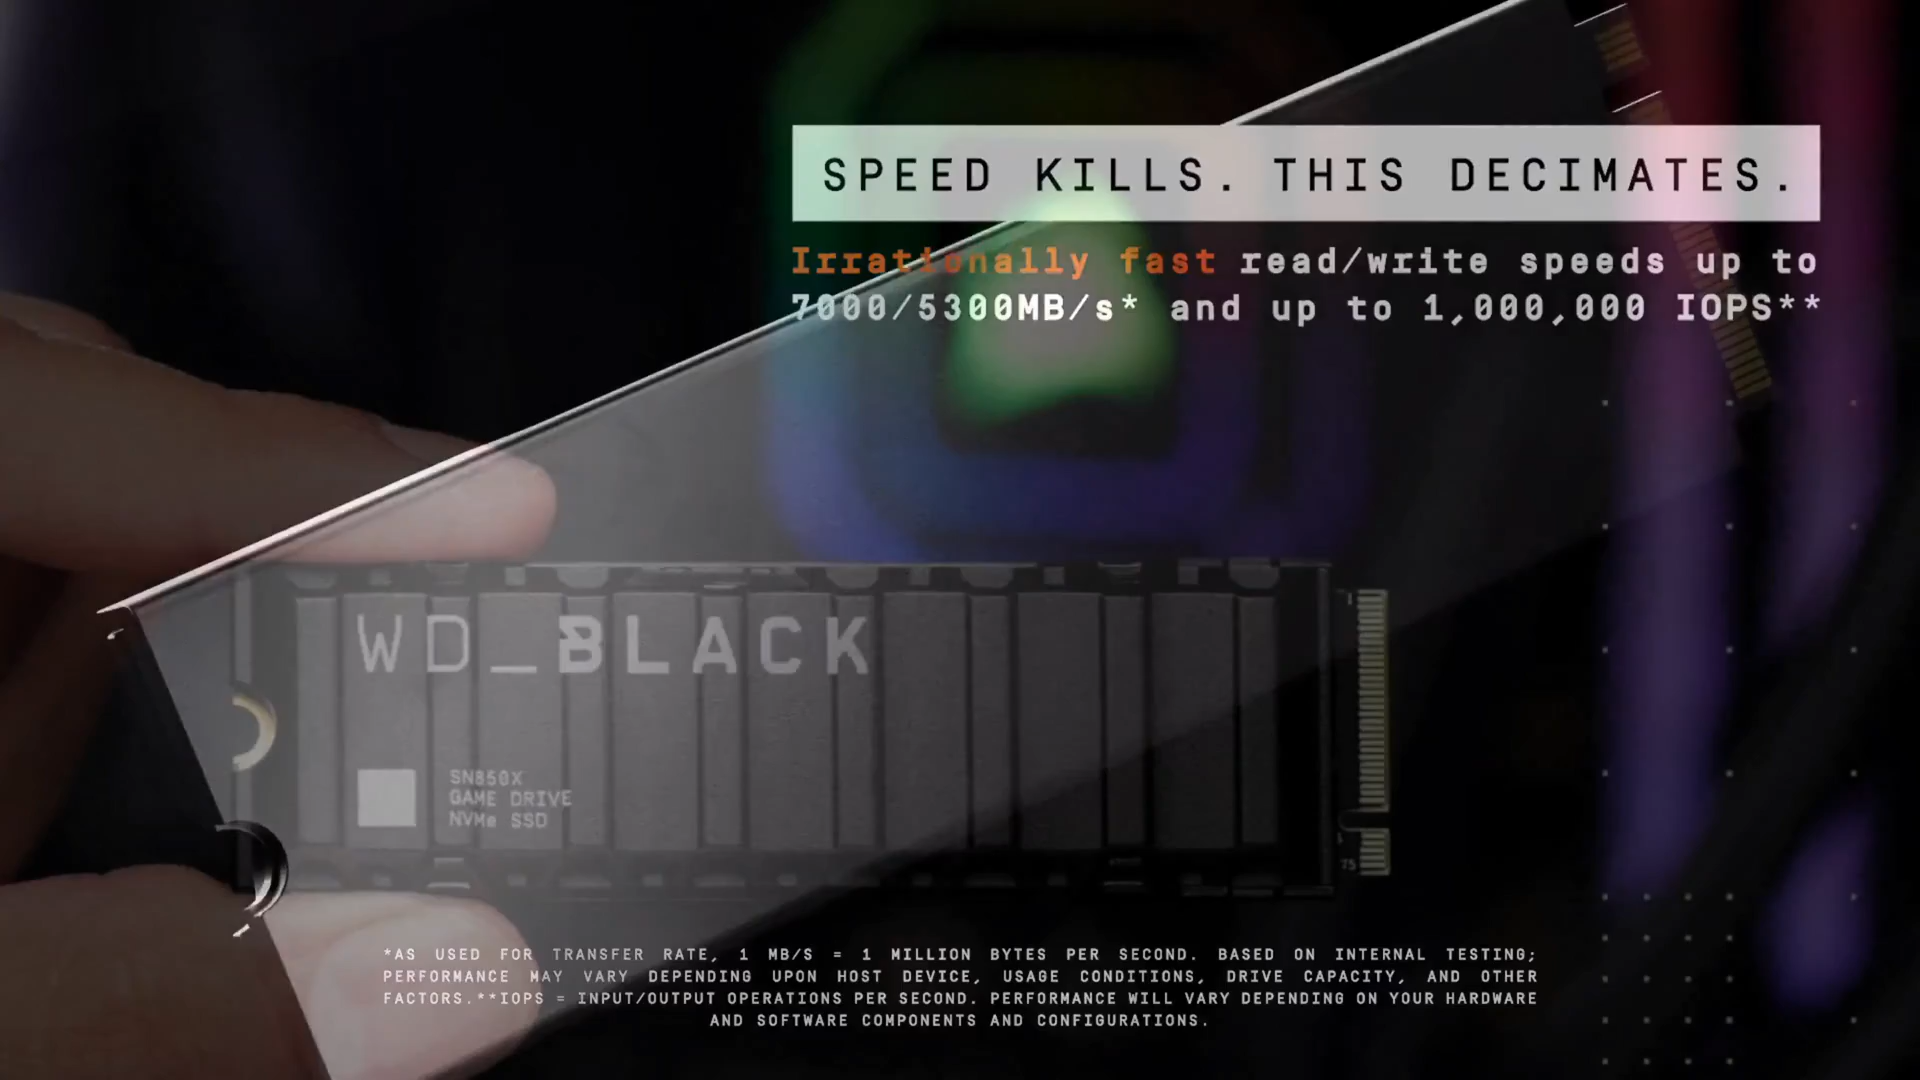 SPEED KILLS. THIS DECIMATES.
Irrationally fast read/write speeds up to
7000/5300MB/s* and up to 1,000,000 IOPS**
WD_BLACK
SN850X
GAME DRIVE
NVMe SSD
75
*AS USED FOR TRANSFER RATE, 1 MB/S = 1 MILLION BYTES PER SECOND. BASED ON INTERNAL TESTING;
PERFORMANCE MAY VARY DEPENDING UPON HOST DEVICE, USAGE CONDITIONS, DRIVE CAPACITY, AND OTHER
FACTORS.**IOPS = INPUT/OUTPUT OPERATIONS PER SECOND. PERFORMANCE WILL VARY DEPENDING ON YOUR HARDWARE
AND SOFTWARE COMPONENTS AND CONFIGURATIONS.